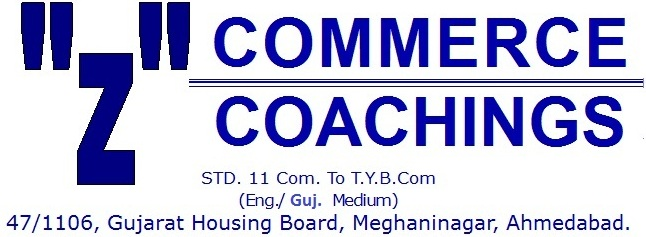 "Z" COMMERCE
COACHINGS
STD. 11 Com. To T.Y.B.Com
(Eng./ Guj. Medium)
47/1106, Gujarat Housing Board, Meghaninagar, Ahmedabad.